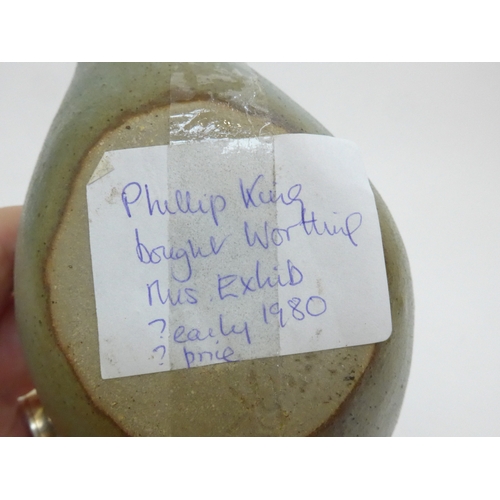 Phillip King
bought Worthing
Mus. Exhib
? early 1980
? price